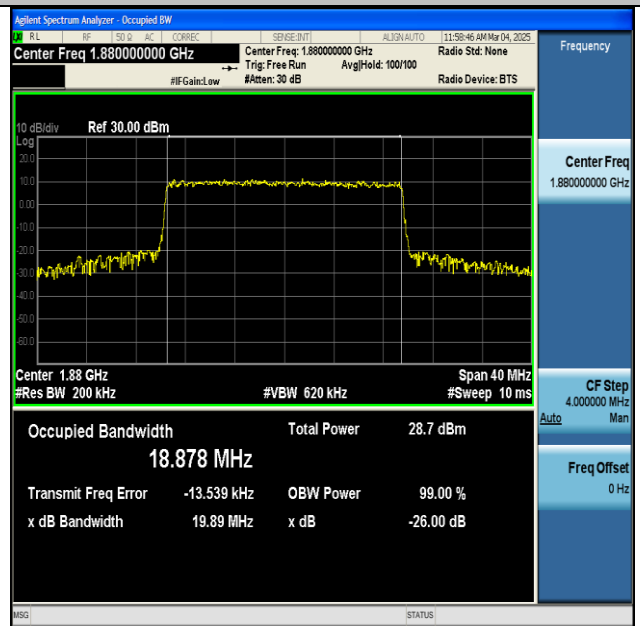 Agilent Spectrum Analyzer - Occupied BW
RL RF 50 Ω AC CORREC SENSE:INT ALIGN AUTO 11:58:46 AM Mar 04, 2025
Center Freq 1.880000000 GHz
Center Freq: 1.880000000 GHz
Radio Std: None
Trig: Free Run Avg|Hold: 100/100
#IFGain:Low #Atten: 30 dB Radio Device: BTS
Frequency
10 dB/div Ref 30.00 dBm
Log
20.0
10.0
0.00
-10.0
-20.0
-30.0
-40.0
-50.0
-60.0
Center 1.88 GHz Span 40 MHz
#Res BW 200 kHz #VBW 620 kHz #Sweep 10 ms
Occupied Bandwidth Total Power 28.7 dBm
18.878 MHz
Transmit Freq Error -13.539 kHz OBW Power 99.00 %
x dB Bandwidth 19.89 MHz x dB -26.00 dB
Center Freq
1.880000000 GHz
CF Step
4.000000 MHz
Auto Man
Freq Offset
0 Hz
MSG STATUS